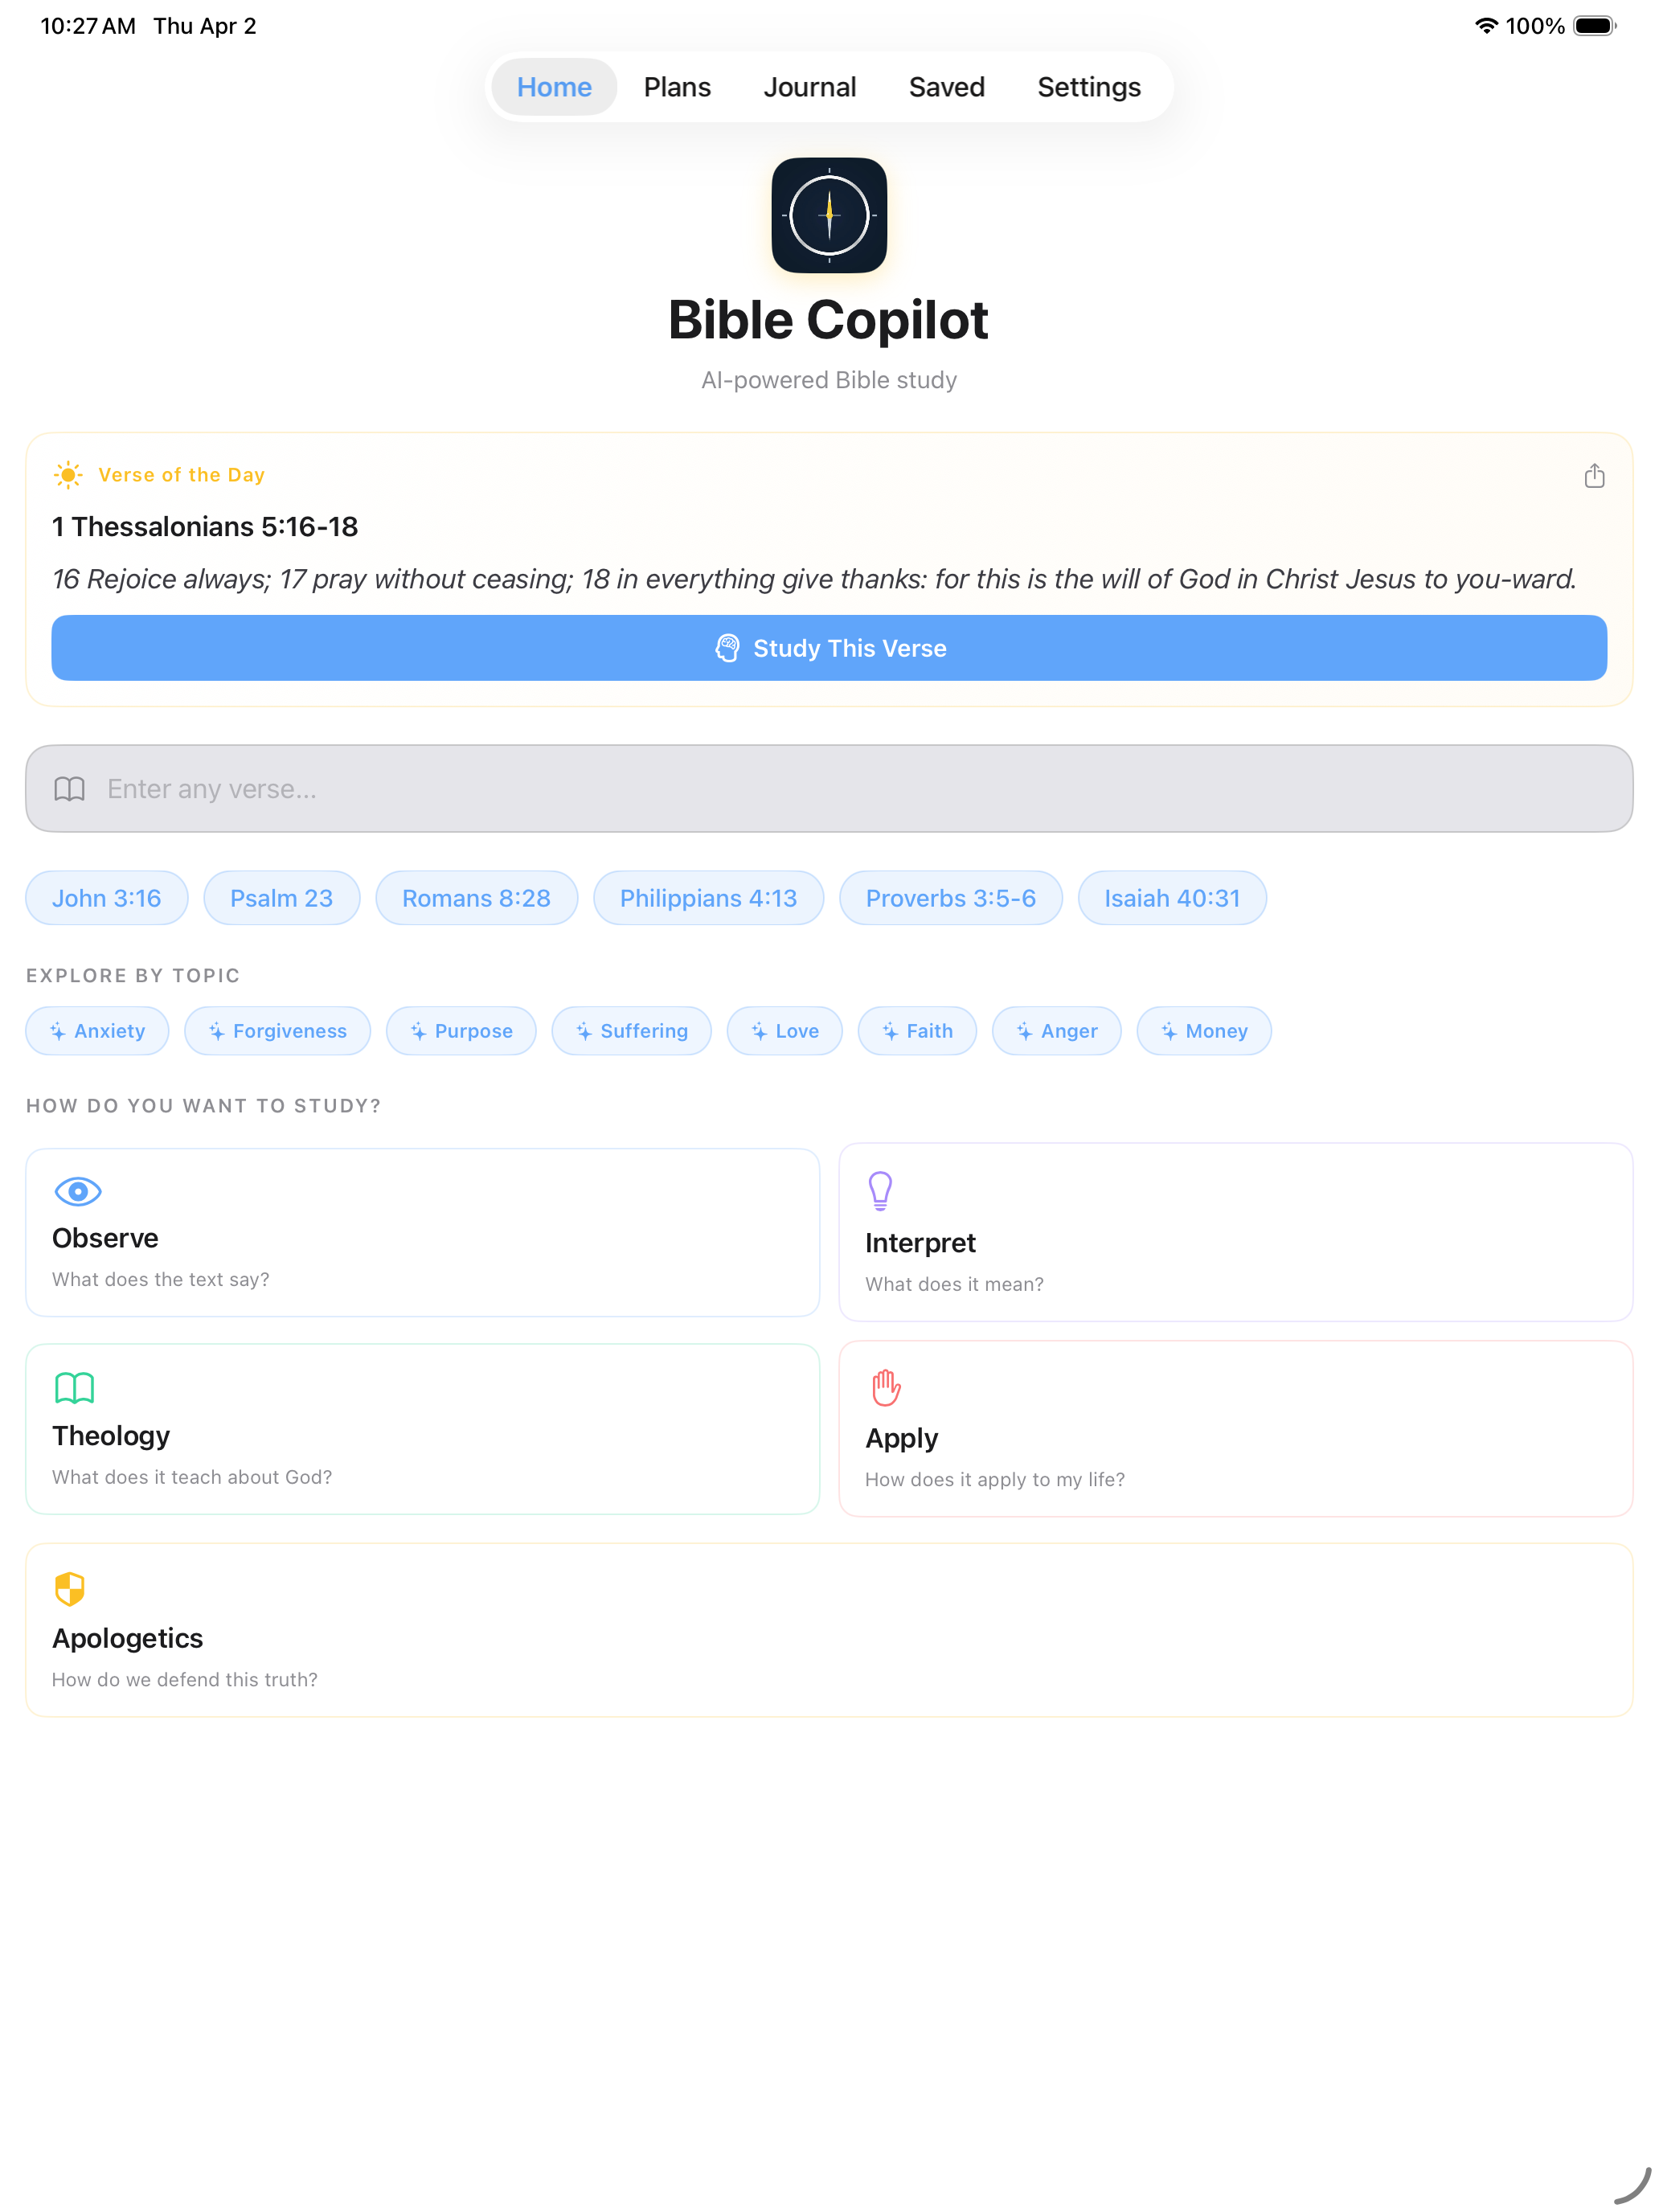 10:27 AM Thu Apr 2
100%
Home Plans Journal Saved Settings
Bible Copilot
AI-powered Bible study
Verse of the Day
1 Thessalonians 5:16-18
16 Rejoice always; 17 pray without ceasing; 18 in everything give thanks: for this is the will of God in Christ Jesus to you-ward.
Study This Verse
Enter any verse...
John 3:16 Psalm 23 Romans 8:28 Philippians 4:13 Proverbs 3:5-6 Isaiah 40:31
EXPLORE BY TOPIC
Anxiety Forgiveness Purpose Suffering Love Faith Anger Money
HOW DO YOU WANT TO STUDY?
Observe
What does the text say?
Interpret
What does it mean?
Theology
What does it teach about God?
Apply
How does it apply to my life?
Apologetics
How do we defend this truth?